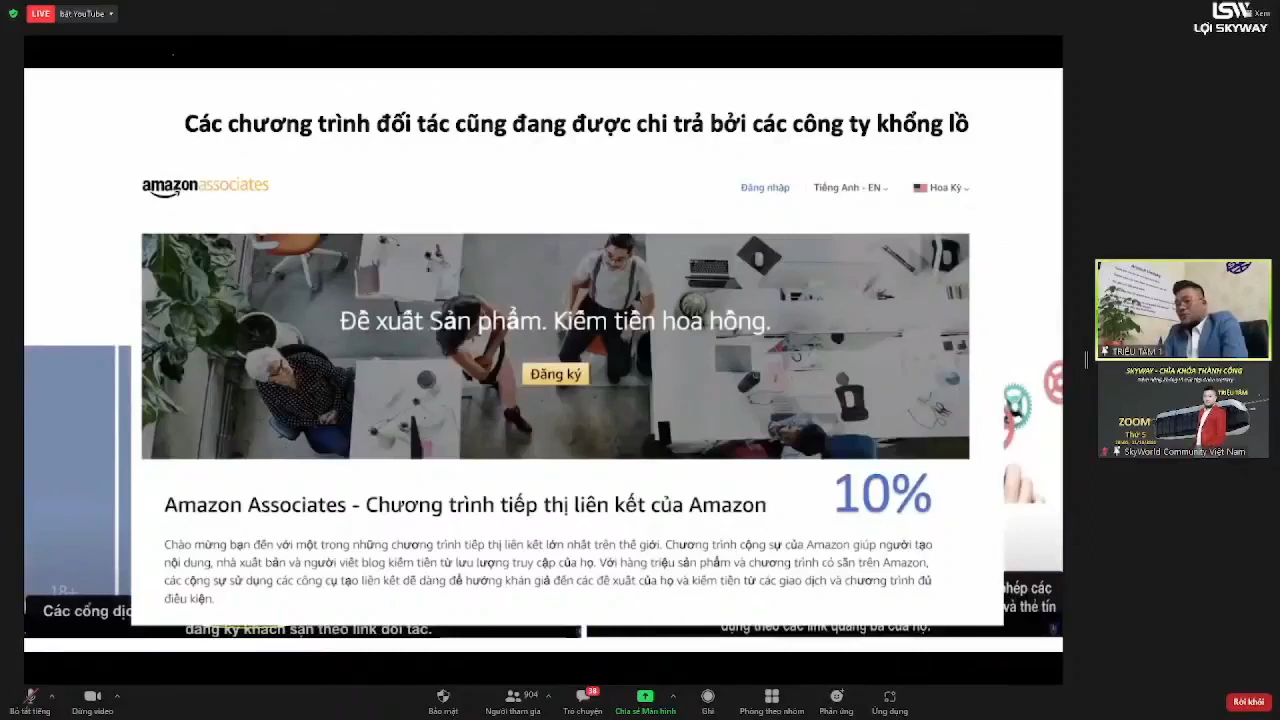 LIVE
bật YouTube
LSW
Xem
LỢI SKYWAY
Các chương trình đối tác cũng đang được chi trả bởi các công ty khổng lồ
amazonassociates
Đăng nhập
Tiếng Anh - EN
Hoa Kỳ
Đề xuất Sản phẩm. Kiếm tiền hoa hồng.
Đăng ký
Amazon Associates - Chương trình tiếp thị liên kết của Amazon
10%
Chào mừng bạn đến với một trong những chương trình tiếp thị liên kết lớn nhất trên thế giới. Chương trình cộng sự của Amazon giúp người tạo
nội dung, nhà xuất bản và người viết blog kiếm tiền từ lưu lượng truy cập của họ. Với hàng triệu sản phẩm và chương trình có sẵn trên Amazon,
các cộng sự sử dụng các công cụ tạo liên kết dễ dàng để hướng khán giả đến các đề xuất của họ và kiếm tiền từ các giao dịch và chương trình đủ
điều kiện.
18+
Các cổng dịc
hép các
và thẻ tín
đăng ký khách sạn theo link đối tác.
dụng theo các link quảng bá của họ.
TRIỆU TÁM 1
SKYWAY - CHÌA KHÓA THÀNH CÔNG
TRIỆU TÁM
ZOOM
Thứ 5
SkyWorld Community Việt Nam
Bỏ tắt tiếng
Dừng video
Bảo mật
904
Người tham gia
38
Trò chuyện
Chia sẻ Màn hình
Ghi
Phòng theo nhóm
Phản ứng
Ứng dụng
Rời khỏi